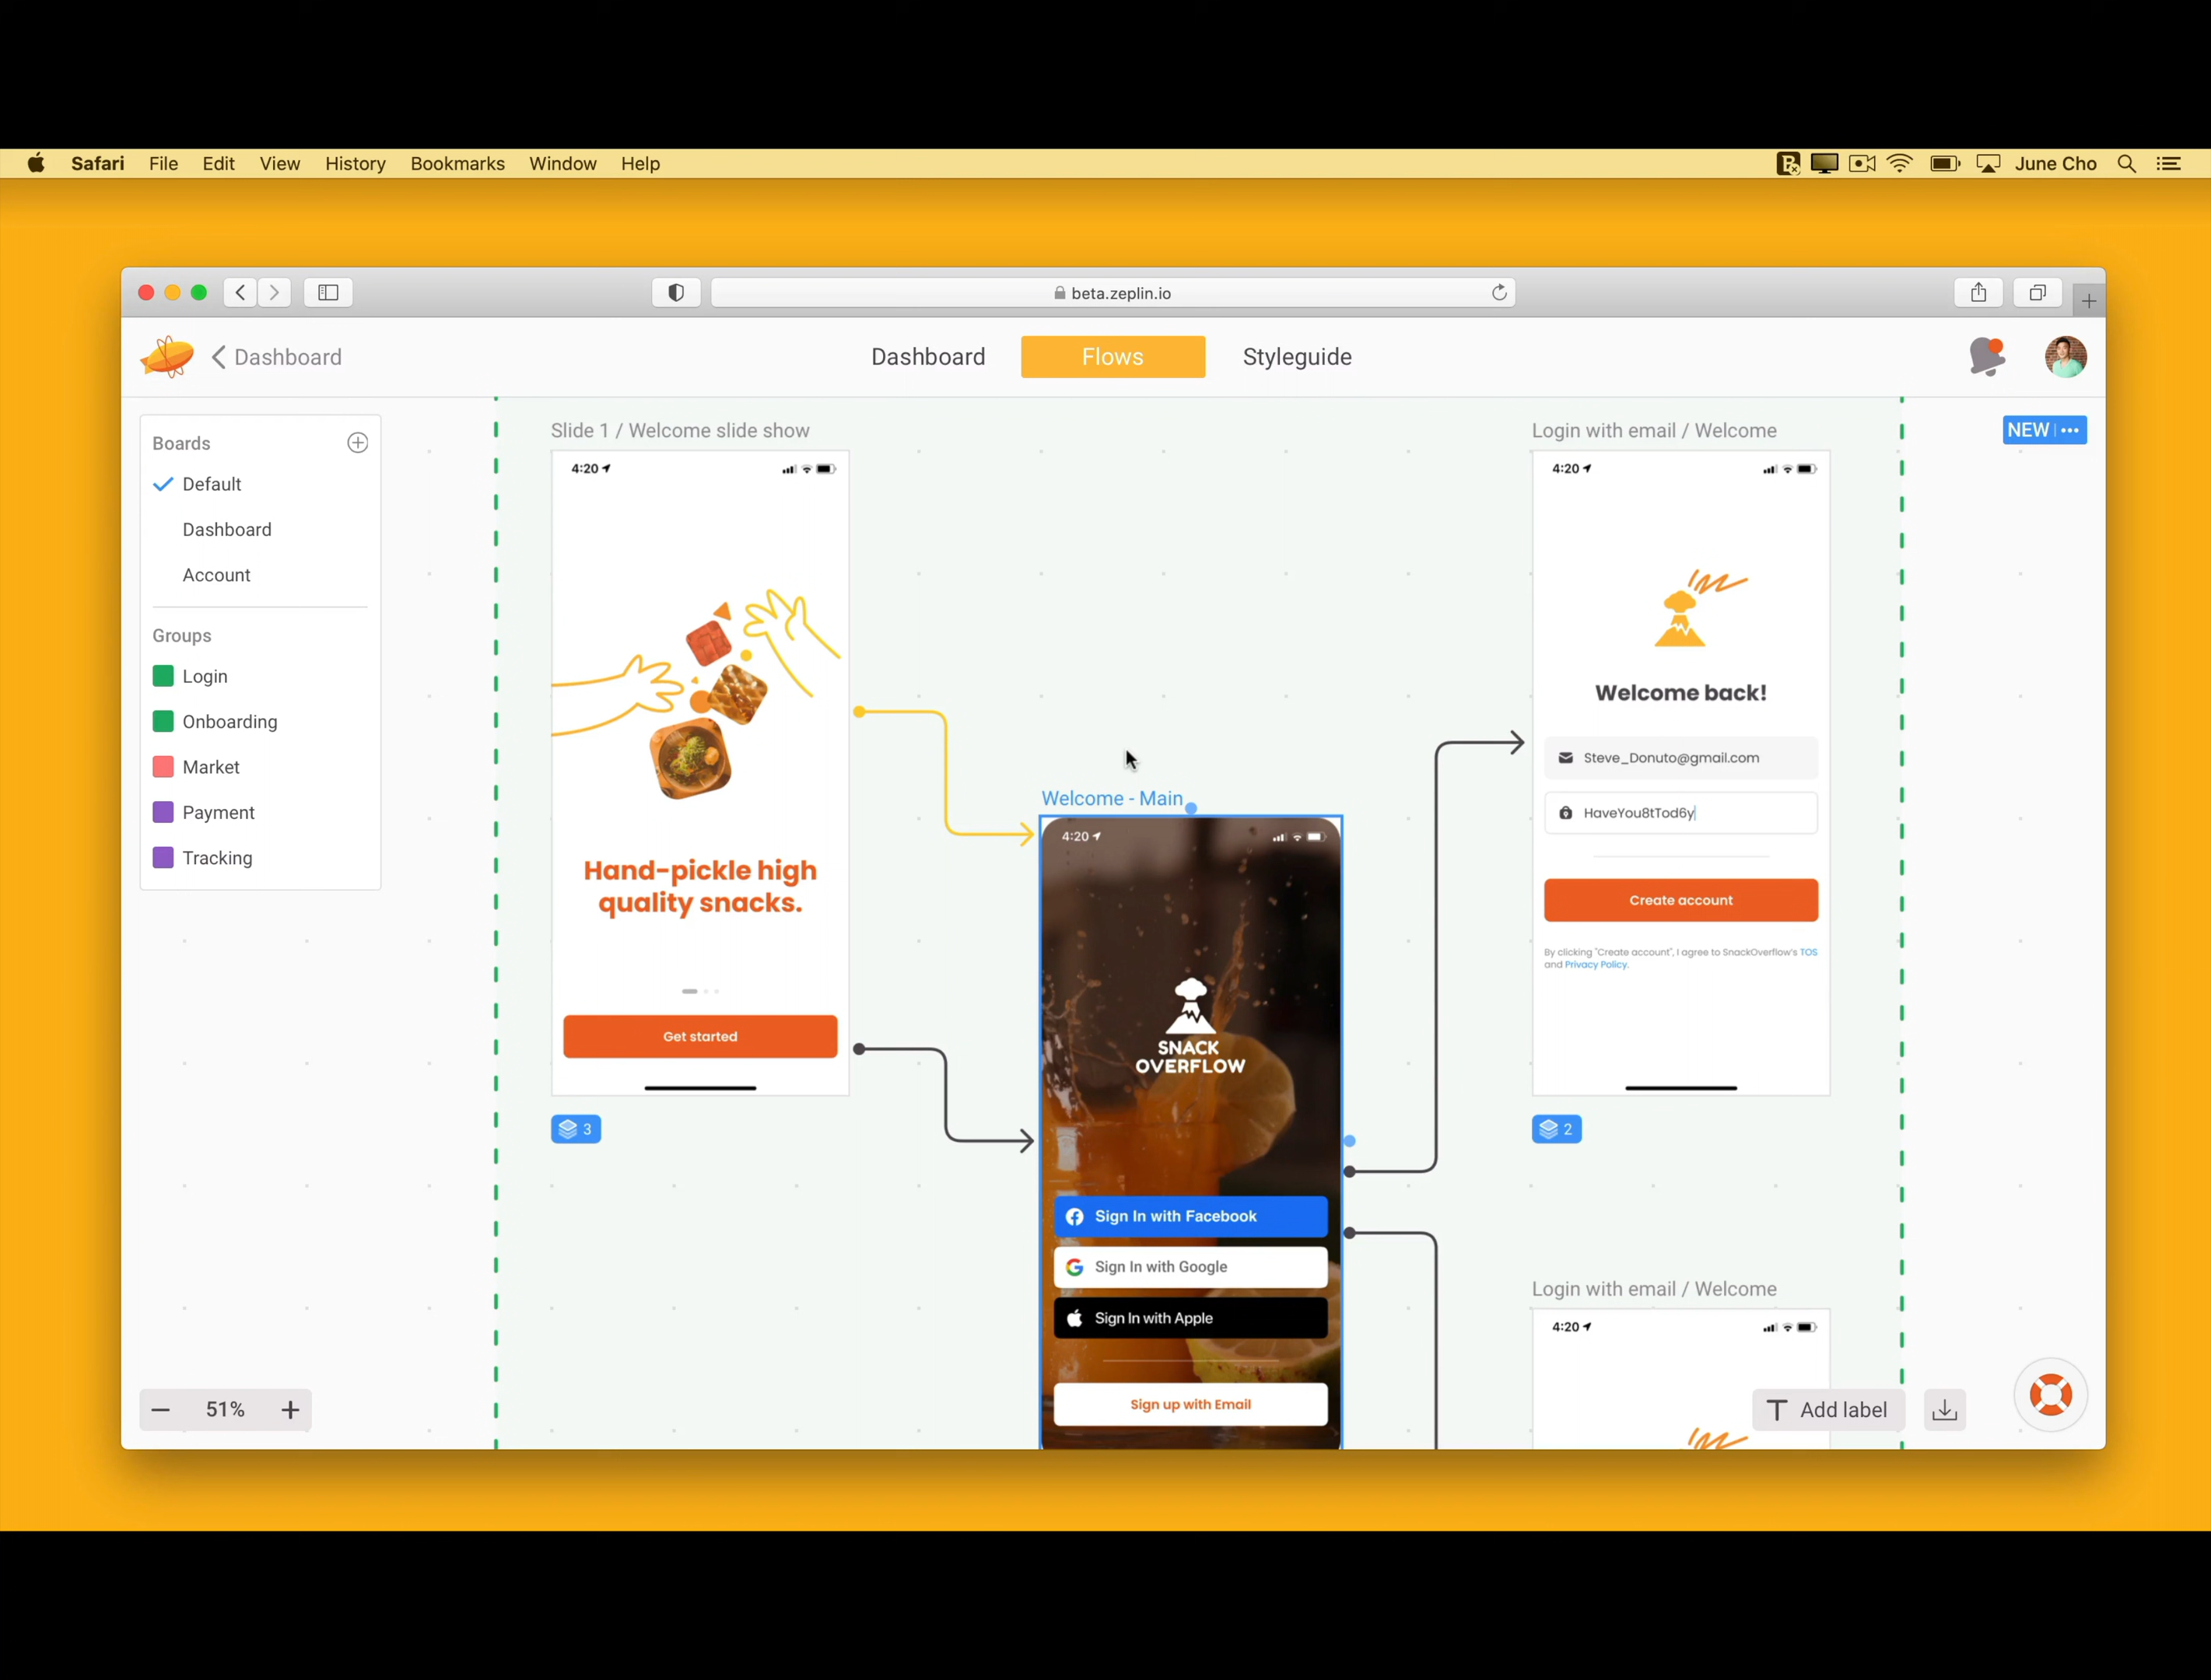 Safari File Edit View History Bookmarks Window Help June Cho
beta.zeplin.io
Dashboard Dashboard Flows Styleguide
Boards
Default
Dashboard
Account
Groups
Login
Onboarding
Market
Payment
Tracking
51%
Slide 1 / Welcome slide show
4:20
Hand-pickle high
quality snacks.
Get started
3
Welcome - Main
4:20
SNACK
OVERFLOW
Sign In with Facebook
Sign In with Google
Sign In with Apple
Sign up with Email
Login with email / Welcome
4:20
Welcome back!
Steve_Donuto@gmail.com
HaveYou8tTod6y
Create account
By clicking "Create account", I agree to SnackOverflow's TOS
and Privacy Policy.
2
Login with email / Welcome
4:20
NEW
Add label